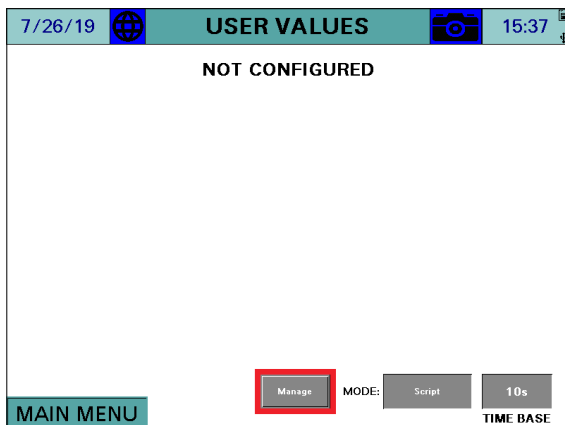 7/26/19 USER VALUES 15:37
NOT CONFIGURED
Manage MODE: Script 10s
MAIN MENU TIME BASE